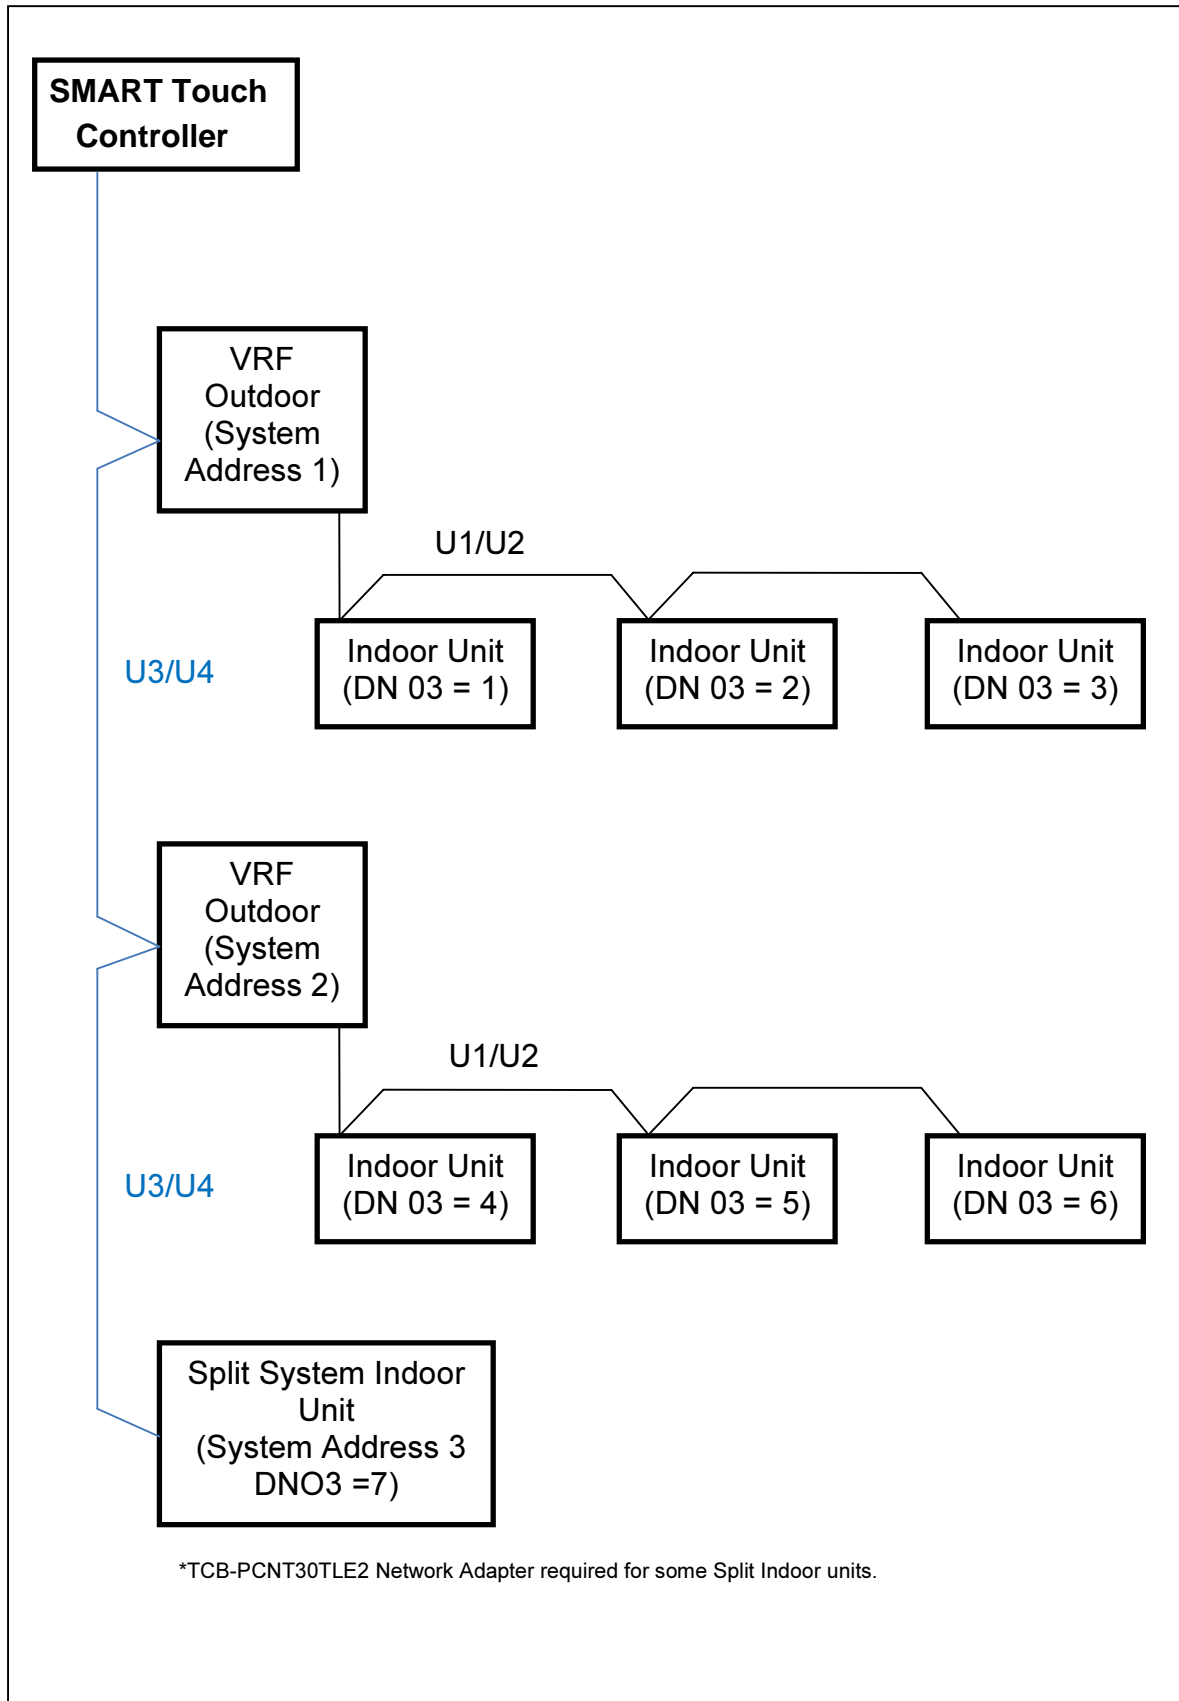 SMART Touch
Controller
VRF
Outdoor
(System
Address 1)
U1/U2
U3/U4
Indoor Unit
(DN 03 = 1)
Indoor Unit
(DN 03 = 2)
Indoor Unit
(DN 03 = 3)
VRF
Outdoor
(System
Address 2)
U1/U2
U3/U4
Indoor Unit
(DN 03 = 4)
Indoor Unit
(DN 03 = 5)
Indoor Unit
(DN 03 = 6)
Split System Indoor
Unit
(System Address 3
DNO3 =7)
*TCB-PCNT30TLE2 Network Adapter required for some Split Indoor units.